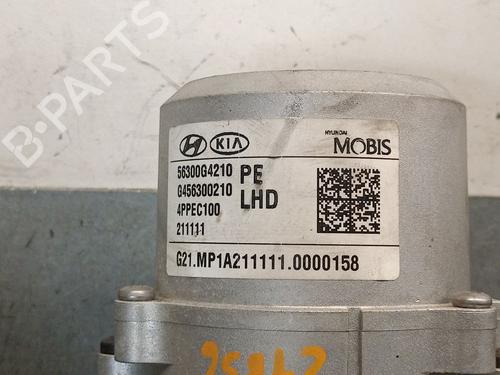 B-PARTS
HYUNDAI
KIA MOBIS
56300G4210 PE
G456300210 LHD
4PPEC100
211111
G21.MP1A211111.0000158